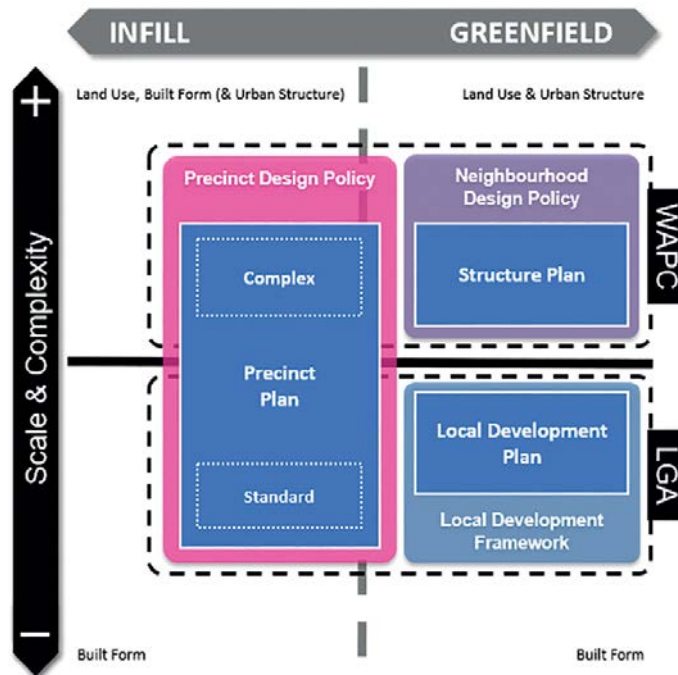 INFILL
GREENFIELD
+
Land Use, Built Form (& Urban Structure)
Land Use & Urban Structure
Precinct Design Policy
Neighbourhood
Design Policy
WAPC
Complex
Structure Plan
Scale & Complexity
Precinct
Plan
Local Development
Plan
LGA
Standard
Local Development
Framework
–
Built Form
Built Form